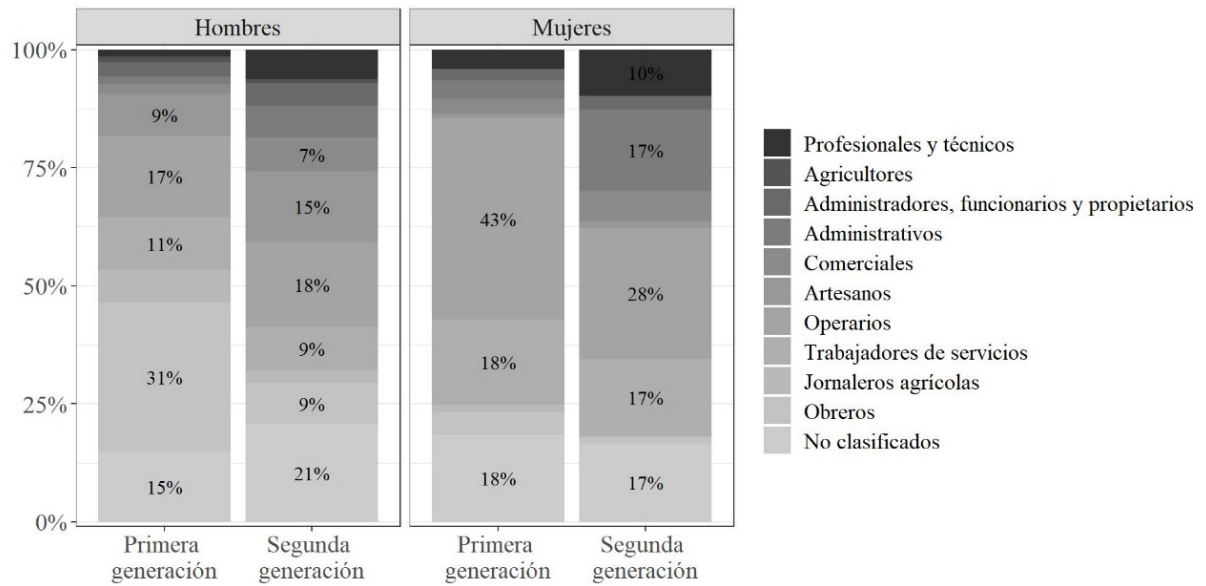 Hombres
Mujeres
100%
75%
50%
25%
0%
9%
17%
11%
31%
15%
7%
15%
18%
9%
9%
21%
43%
18%
18%
10%
17%
28%
17%
17%
Primera
generación
Segunda
generación
Primera
generación
Segunda
generación
Profesionales y técnicos
Agricultores
Administradores, funcionarios y propietarios
Administrativos
Comerciales
Artesanos
Operarios
Trabajadores de servicios
Jornaleros agrícolas
Obreros
No clasificados